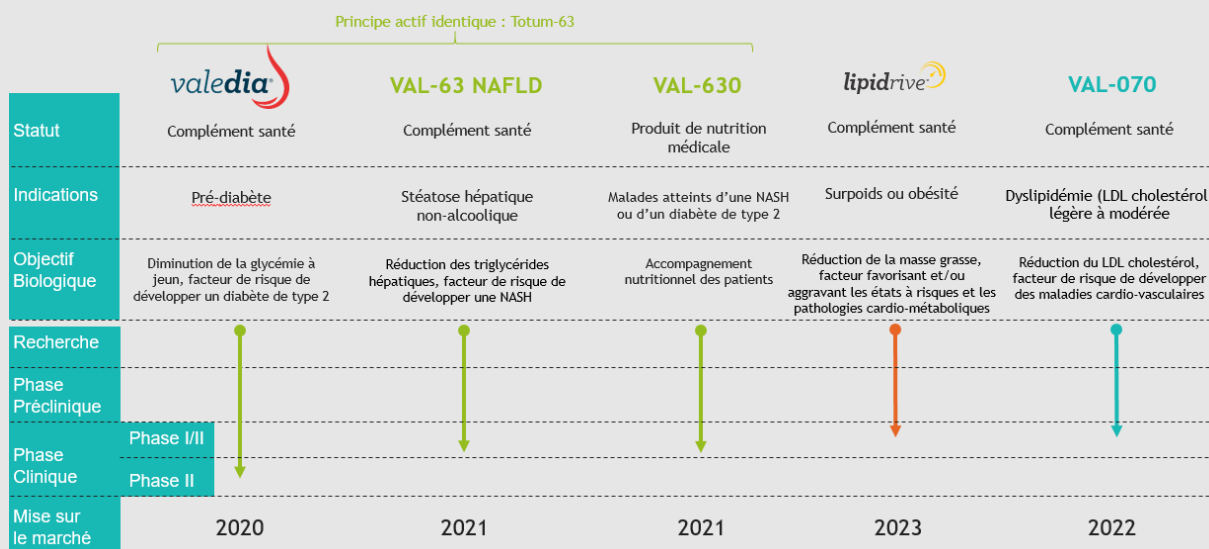 Principe actif identique : Totum-63
valedia®
VAL-63 NAFLD
VAL-630
lipidrive
VAL-070
Statut
Complément santé
Complément santé
Produit de nutrition
médicale
Complément santé
Complément santé
Indications
Pré-diabète
Stéatose hépatique
non-alcoolique
Malades atteints d'une NASH
ou d'un diabète de type 2
Surpoids ou obésité
Dyslipidémie (LDL cholestérol
légère à modérée
Objectif
Biologique
Diminution de la glycémie à
jeun, facteur de risque de
développer un diabète de type 2
Réduction des triglycérides
hépatiques, facteur de risque de
développer une NASH
Accompagnement
nutritionnel des patients
Réduction de la masse grasse,
facteur favorisant et/ou
aggravant les états à risques et les
pathologies cardio-métaboliques
Réduction du LDL cholestérol,
facteur de risque de développer
des maladies cardio-vasculaires
Recherche
Phase
Préclinique
Phase
Clinique
Phase I/II
Phase II
Mise sur
le marché
2020
2021
2021
2023
2022